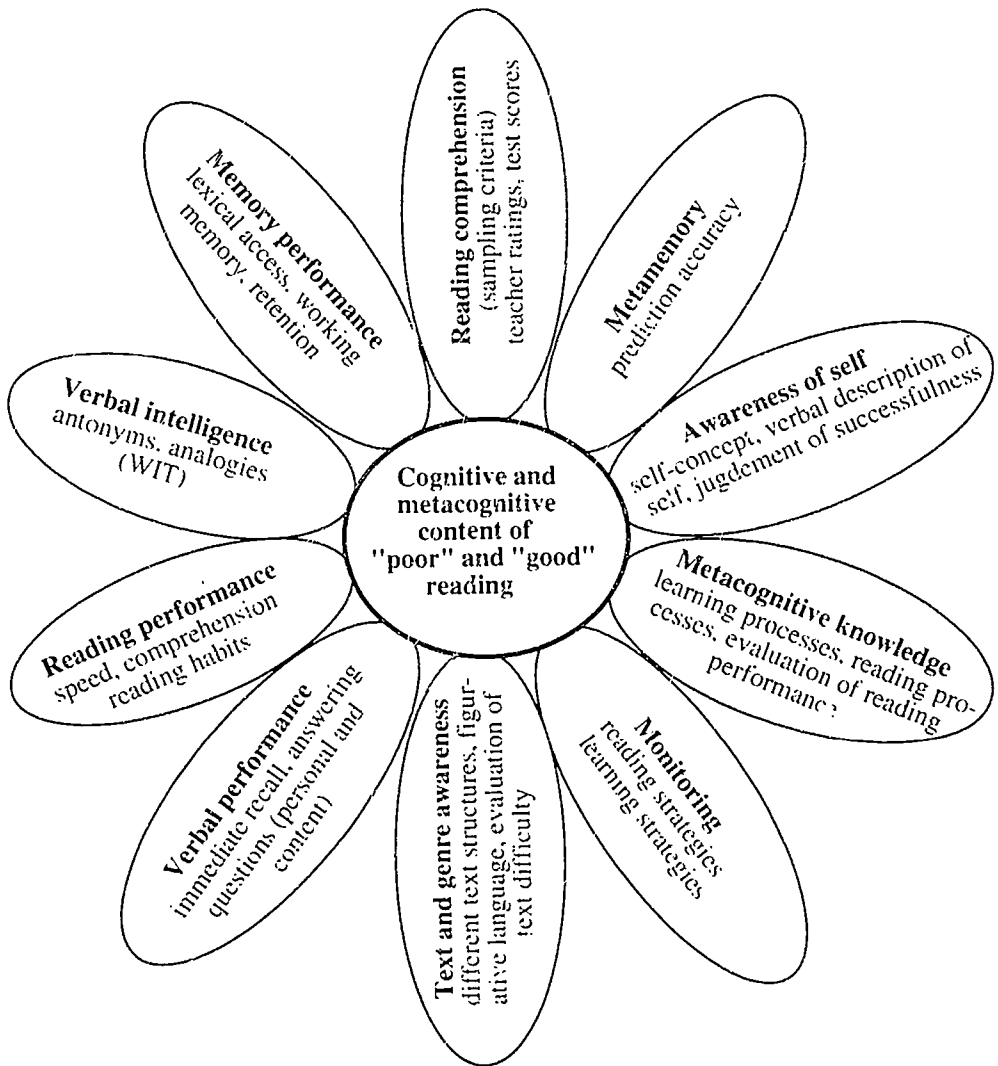 Cognitive and
metacognitive
content of
"poor" and "good"
reading
Reading comprehension
(sampling criteria)
teacher ratings, test scores
Metamemory
prediction accuracy
Awareness of self
self-concept, verbal description of
self, jugdement of successfulness
Metacognitive knowledge
learning processes, reading pro-
cesses, evaluation of reading
performance
Monitoring
reading strategies
learning strategies
Text and genre awareness
different text structures, figur-
ative language, evaluation of
text difficulty
Verbal performance
immediate recall, answering
questions (personal and
content)
Reading performance
speed, comprehension
reading habits
Verbal intelligence
antonyms, analogies
(WIT)
Memory performance
lexical access, working
memory, retention